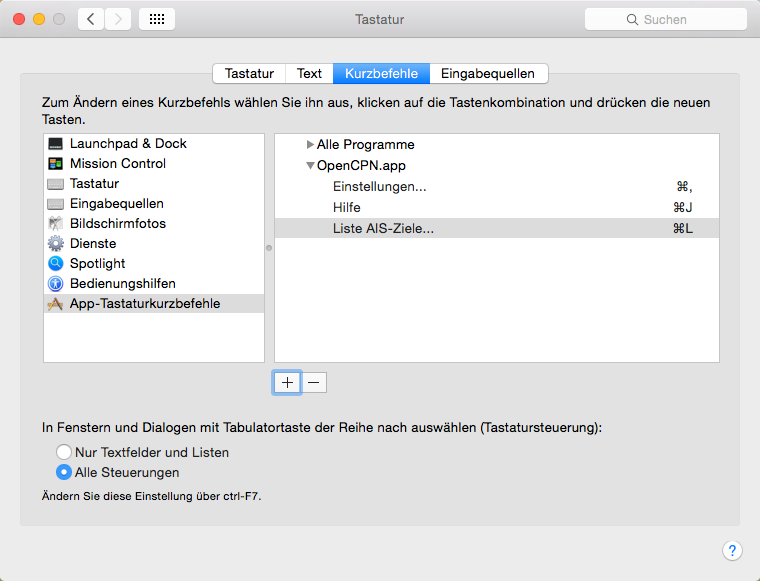 Tastatur
Suchen
Tastatur Text Kurzbefehle Eingabequellen
Zum Ändern eines Kurzbefehls wählen Sie ihn aus, klicken auf die Tastenkombination und drücken die neuen
Tasten.
Launchpad & Dock
Mission Control
Tastatur
Eingabequellen
Bildschirmfotos
Dienste
Spotlight
Bedienungshilfen
App-Tastaturkurzbefehle
Alle Programme
OpenCPN.app
Einstellungen... ⌘,
Hilfe ⌘J
Liste AIS-Ziele... ⌘L
+ −
In Fenstern und Dialogen mit Tabulatortaste der Reihe nach auswählen (Tastatursteuerung):
Nur Textfelder und Listen
Alle Steuerungen
Ändern Sie diese Einstellung über ctrl-F7.
?